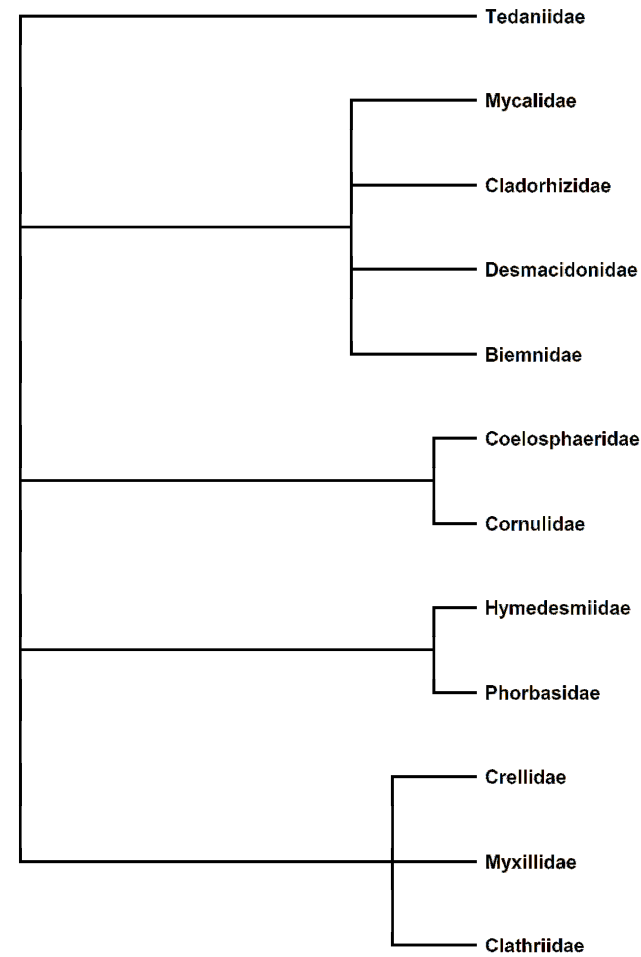 Tedaniidae
Mycalidae
Cladorhizidae
Desmacidonidae
Biemnidae
Coelosphaeridae
Cornulidae
Hymedesmiidae
Phorbasidae
Crellidae
Myxillidae
Clathriidae